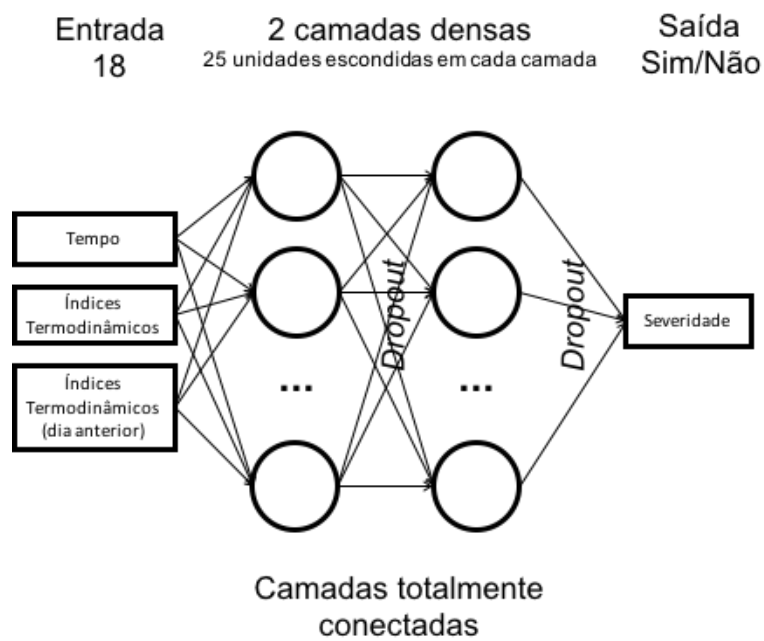 Entrada
18
2 camadas densas
25 unidades escondidas em cada camada
Saída
Sim/Não
Tempo
Índices
Termodinâmicos
Índices
Termodinâmicos
(dia anterior)
...
Dropout
...
Dropout
Severidade
Camadas totalmente
conectadas